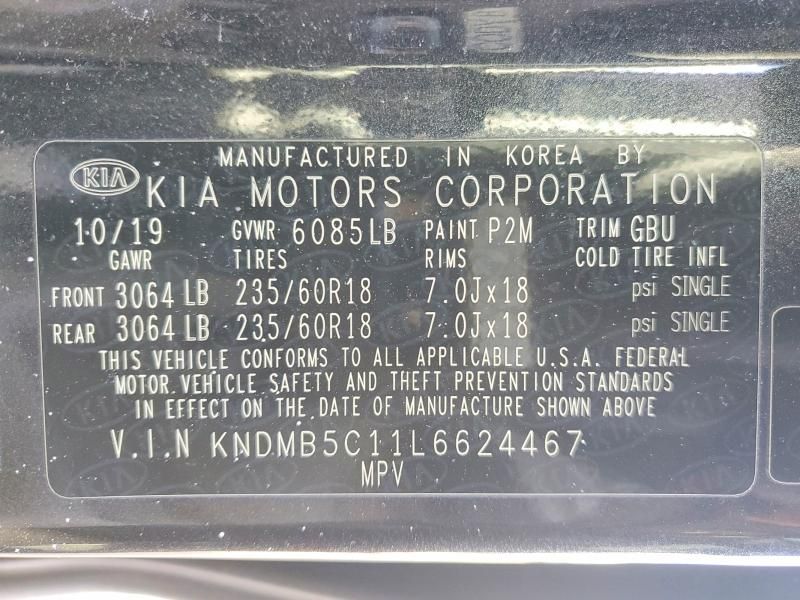 MANUFACTURED IN KOREA BY
KIA KIA MOTORS CORPORATION
10/19 GVWR 6085LB PAINT P2M TRIM GBU
GAWR TIRES RIMS COLD TIRE INFL
FRONT 3064 LB 235/60R18 7.0Jx18 psi SINGLE
REAR 3064 LB 235/60R18 7.0Jx18 psi SINGLE
THIS VEHICLE CONFORMS TO ALL APPLICABLE U.S.A. FEDERAL
MOTOR VEHICLE SAFETY AND THEFT PREVENTION STANDARDS
IN EFFECT ON THE DATE OF MANUFACTURE SHOWN ABOVE
V.I.N KNDMB5C11L6624467
MPV